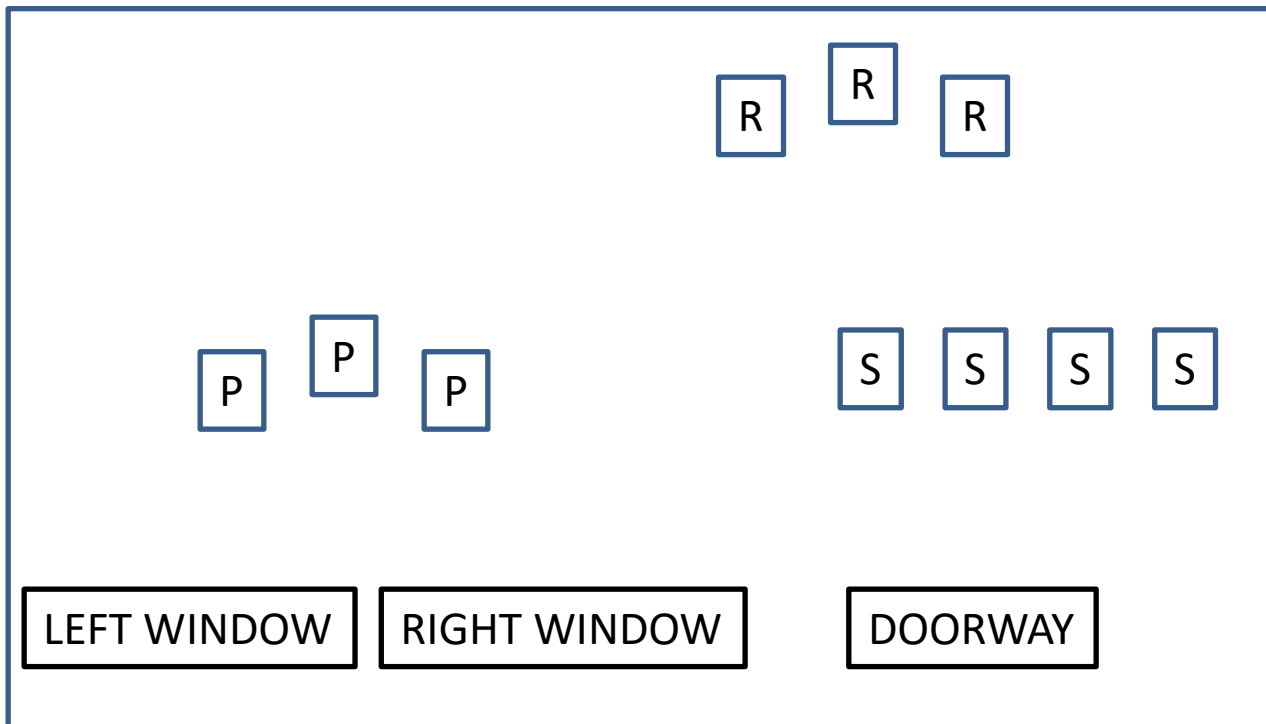 R R R
P P P
S S S S
LEFT WINDOW
RIGHT WINDOW
DOORWAY